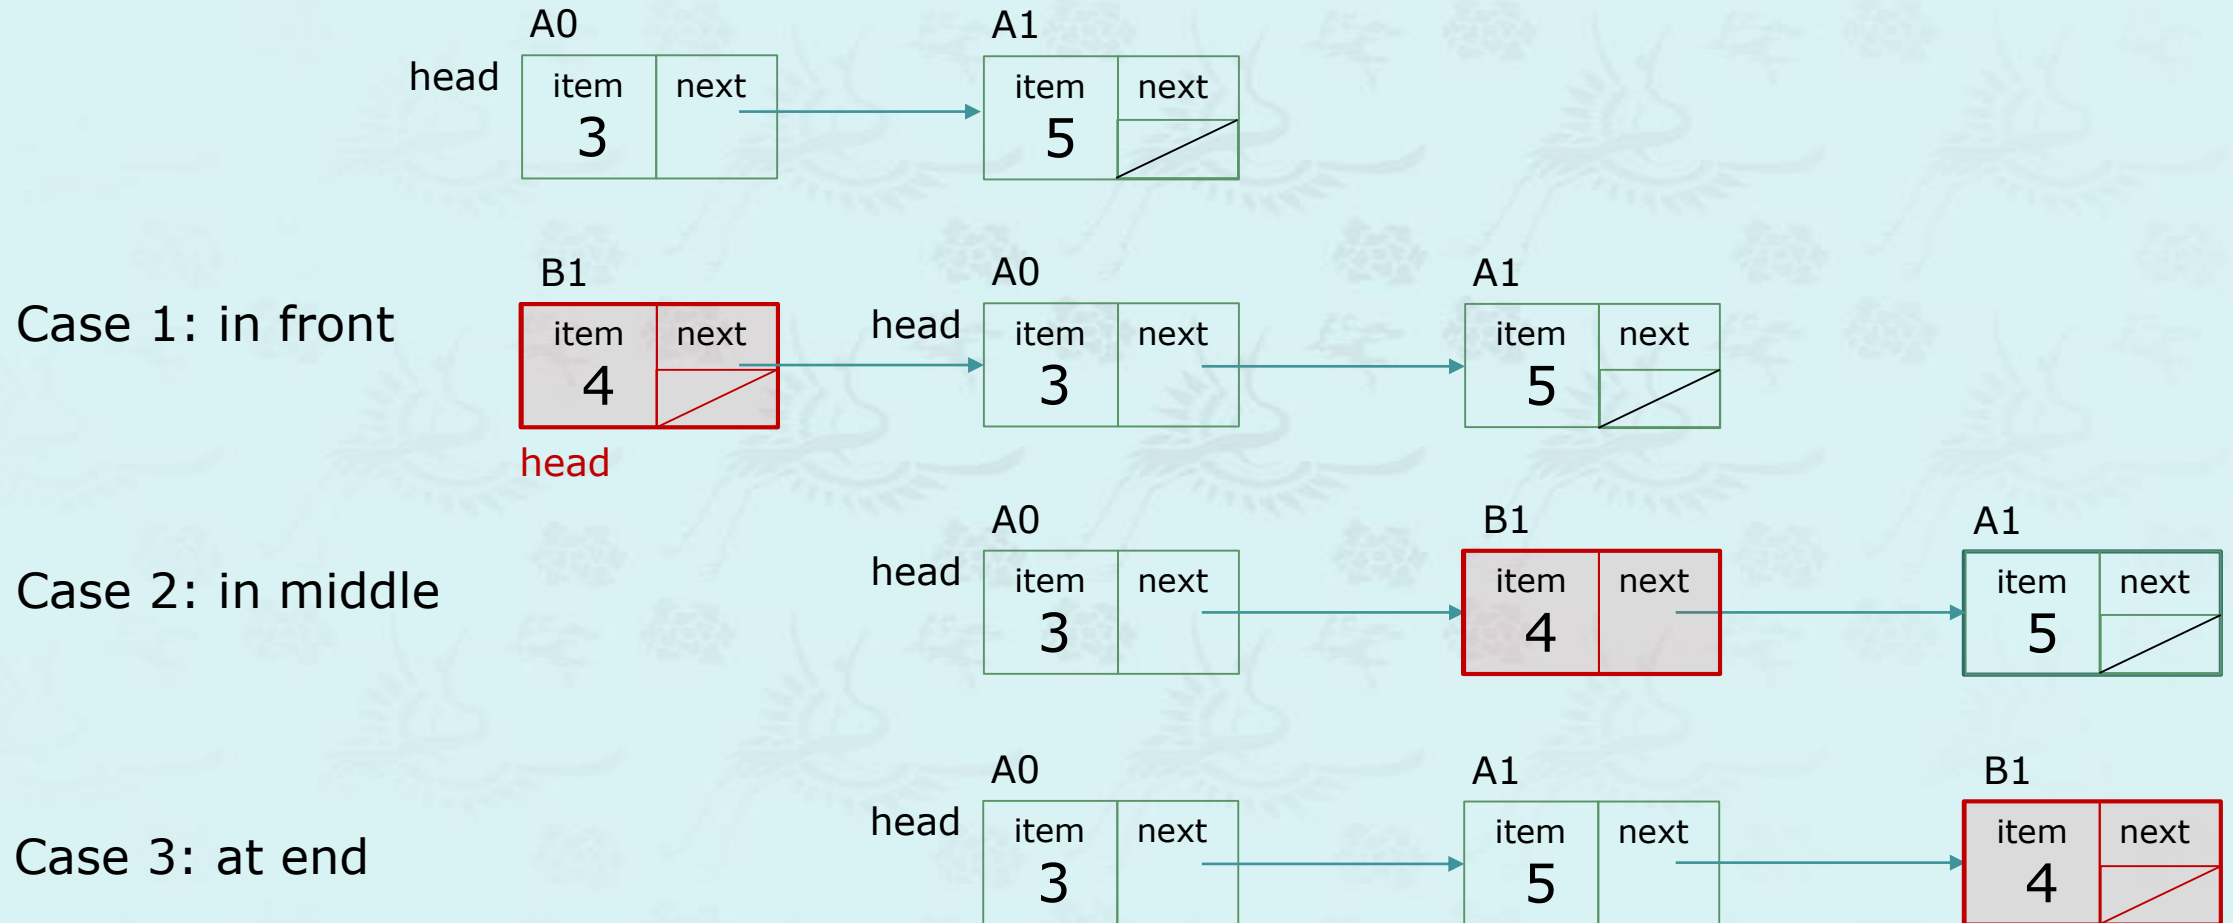 A0 A1
head item next item next
3 5
B1 A0 A1
Case 1: in front item next head item next item next
4 3 5
head
A0 B1 A1
Case 2: in middle head item next item next item next
3 4 5
A0 A1 B1
Case 3: at end head item next item next item next
3 5 4